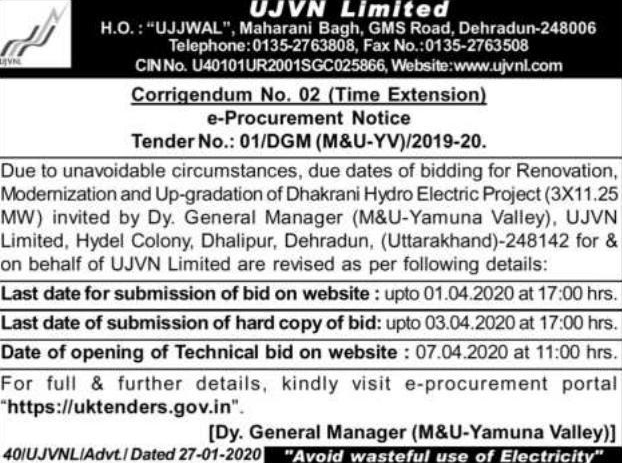 UJVN Limited
UJVNL
H.O. : “UJJWAL”, Maharani Bagh, GMS Road, Dehradun-248006
Telephone:0135-2763808, Fax No.:0135-2763508
CIN No. U40101UR2001SGC025866, Website:www.ujvnl.com
Corrigendum No. 02 (Time Extension)
e-Procurement Notice
Tender No.: 01/DGM (M&U-YV)/2019-20.
Due to unavoidable circumstances, due dates of bidding for Renovation,
Modernization and Up-gradation of Dhakrani Hydro Electric Project (3X11.25
MW) invited by Dy. General Manager (M&U-Yamuna Valley), UJVN
Limited, Hydel Colony, Dhalipur, Dehradun, (Uttarakhand)-248142 for &
on behalf of UJVN Limited are revised as per following details:
Last date for submission of bid on website : upto 01.04.2020 at 17:00 hrs.
Last date of submission of hard copy of bid: upto 03.04.2020 at 17:00 hrs.
Date of opening of Technical bid on website : 07.04.2020 at 11:00 hrs.
For full & further details, kindly visit e-procurement portal
“https://uktenders.gov.in”.
[Dy. General Manager (M&U-Yamuna Valley)]
40/UJVNL/Advt./ Dated 27-01-2020 "Avoid wasteful use of Electricity"